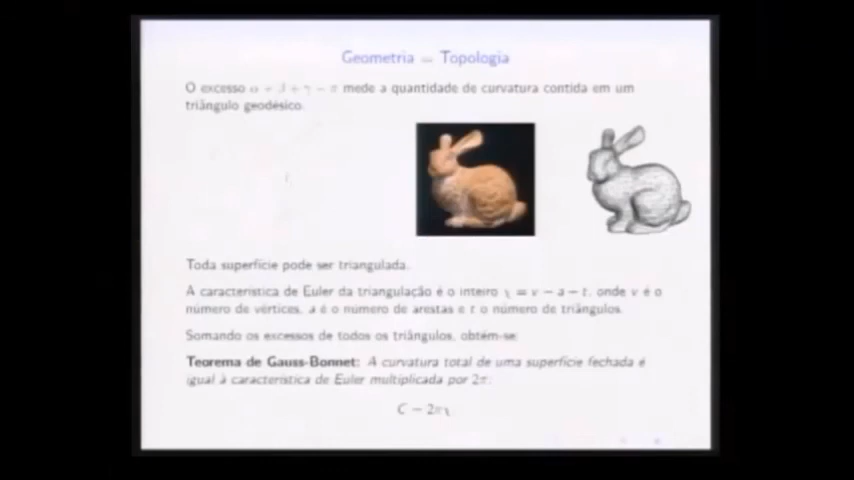 Geometria = Topologia
O excesso α + β + γ − π mede a quantidade de curvatura contida em um
triângulo geodésico.
Toda superfície pode ser triangulada.
A característica de Euler da triangulação é o inteiro χ = v − a + t, onde v é o
número de vértices, a é o número de arestas e t o número de triângulos.
Somando os excessos de todos os triângulos, obtém-se:
Teorema de Gauss-Bonnet: A curvatura total de uma superfície fechada é
igual à característica de Euler multiplicada por 2π:
C = 2πχ